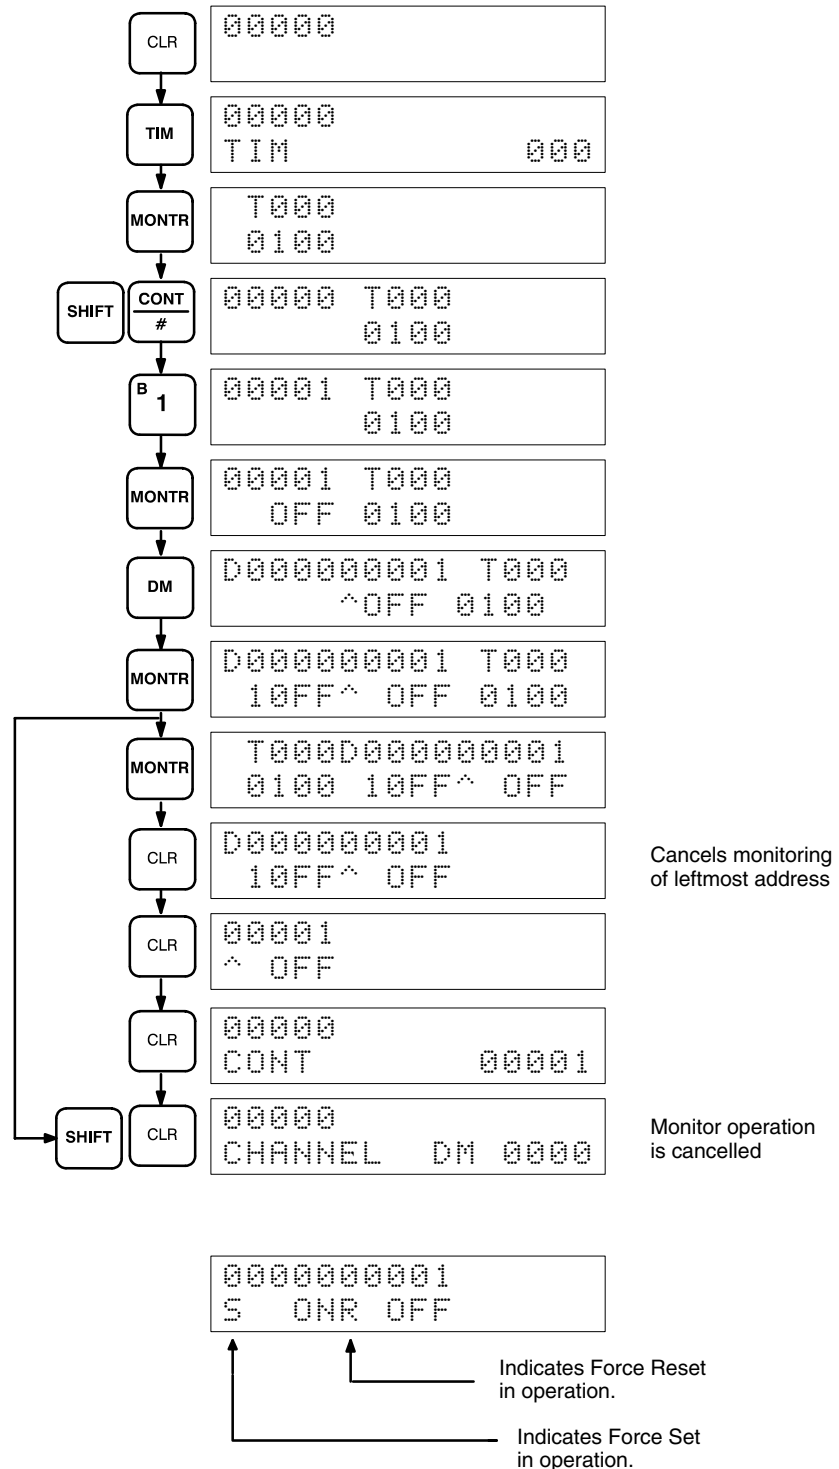 CLR
00000
TIM
00000
TIM 000
MONTR
T000
0100
SHIFT
CONT
#
00000 T000
0100
B
1
00001 T000
0100
MONTR
00001 T000
OFF 0100
DM
D000000001 T000
^OFF 0100
MONTR
D000000001 T000
10FF^ OFF 0100
MONTR
T000D000000001
0100 10FF^ OFF
CLR
D000000001
10FF^ OFF
Cancels monitoring
of leftmost address
CLR
00001
^ OFF
CLR
00000
CONT 00001
SHIFT
CLR
00000
CHANNEL DM 0000
Monitor operation
is cancelled
0000000001
S ONR OFF
Indicates Force Reset
in operation.
Indicates Force Set
in operation.